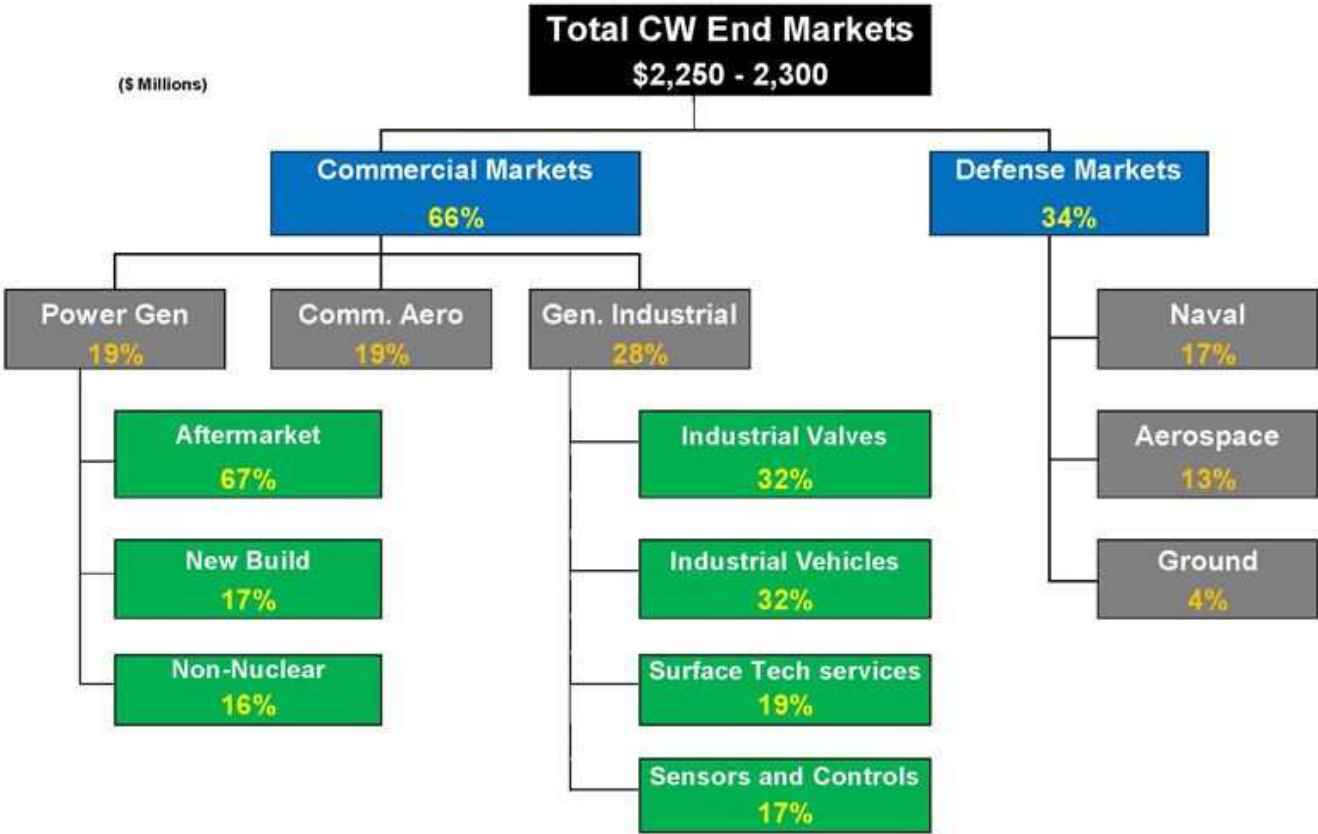 Total CW End Markets
$2,250 - 2,300
($ Millions)
Commercial Markets
66%
Defense Markets
34%
Power Gen
19%
Comm. Aero
19%
Gen. Industrial
28%
Naval
17%
Aftermarket
67%
Industrial Valves
32%
Aerospace
13%
New Build
17%
Industrial Vehicles
32%
Ground
4%
Non-Nuclear
16%
Surface Tech services
19%
Sensors and Controls
17%